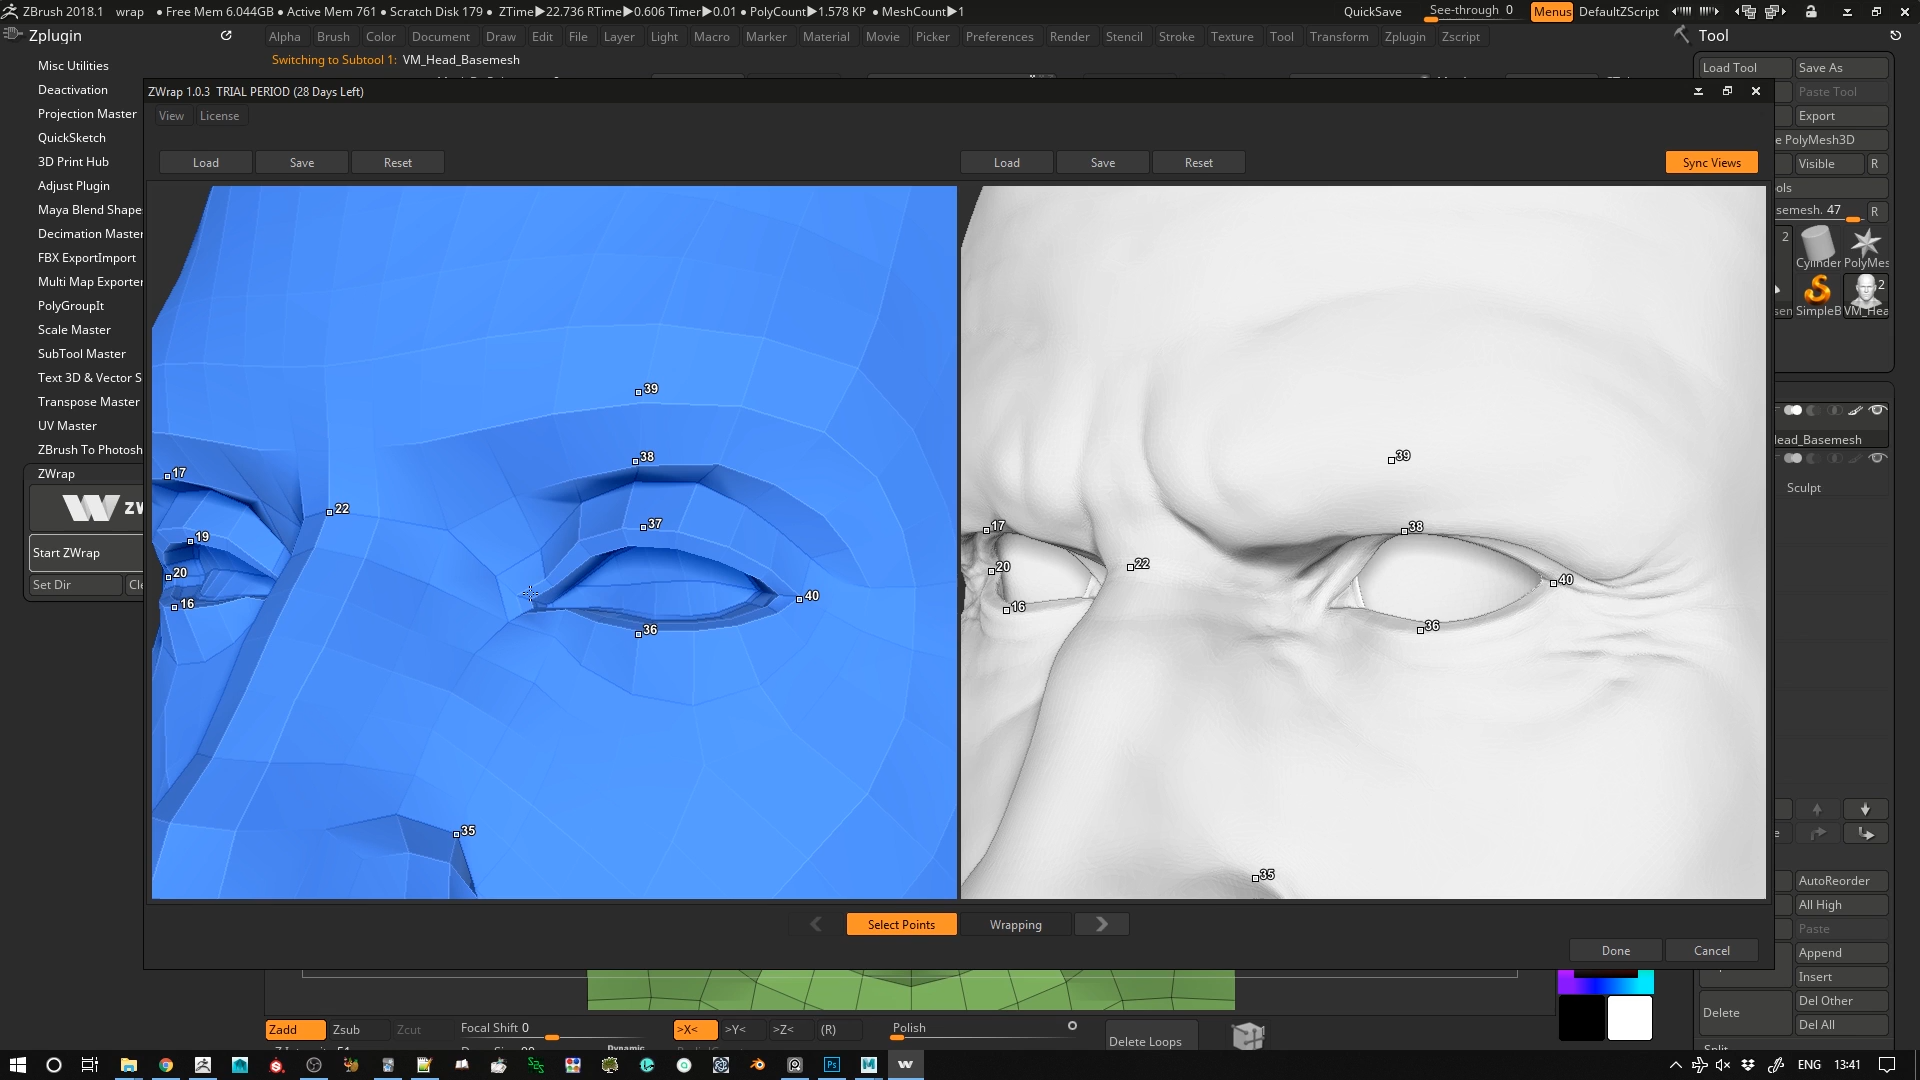 ZBrush 2018.1 wrap • Free Mem 6.044GB • Active Mem 761 • Scratch Disk 179 • ZTime▶22.736 RTime▶0.606 Timer▶0.01 • PolyCount▶1.578 KP • MeshCount▶1
QuickSave See-through 0 Menus DefaultZScript
Zplugin
Alpha Brush Color Document Draw Edit File Layer Light Macro Marker Material Movie Picker Preferences Render Stencil Stroke Texture Tool Transform Zplugin Zscript
Tool
Switching to Subtool 1: VM_Head_Basemesh
Misc Utilities
Deactivation
Projection Master
QuickSketch
3D Print Hub
Adjust Plugin
Maya Blend Shape
Decimation Master
FBX ExportImport
Multi Map Exporter
PolyGroupIt
Scale Master
SubTool Master
Text 3D & Vector S
Transpose Master
UV Master
ZBrush To Photosh
ZWrap
Start ZWrap
Set Dir Cle
ZWrap 1.0.3 TRIAL PERIOD (28 Days Left)
View License
Load Save Reset
Load Save Reset Sync Views
39
38
37
17
22
19
20
16
40
36
35
39
38
17
22
20
40
16
36
35
Select Points Wrapping
Done Cancel
Load Tool Save As
Paste Tool
Export
e PolyMesh3D
Visible R
ols
semesh. 47 R
2
Cylinder PolyMes
2
sen SimpleB VM_Hea
Head_Basemesh
Sculpt
AutoReorder
All High
Paste
Append
Insert
Delete Del Other
Del All
Split
Zadd Zsub Zcut Focal Shift 0 >X< >Y< >Z< (R) Polish Delete Loops
Dynamic
ENG 13:41